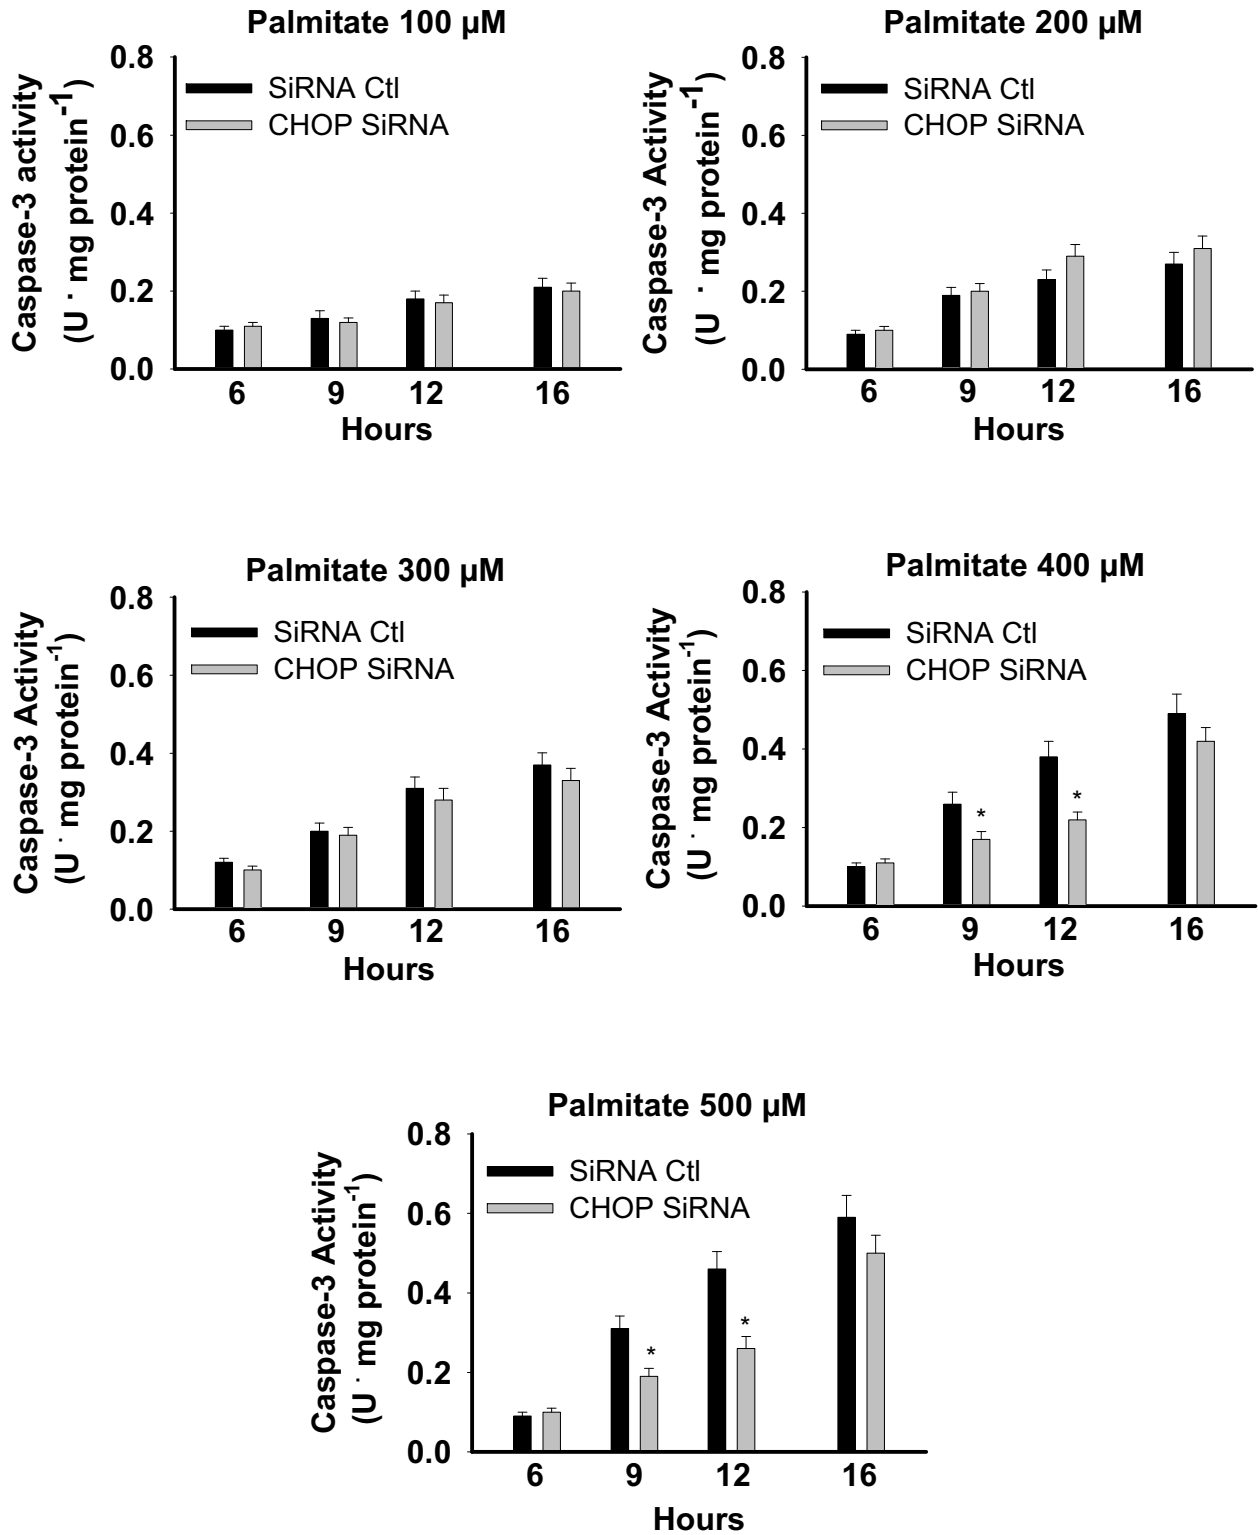 Palmitate 100 µM
Caspase-3 activity
(U · mg protein-1)
0.8
0.6
0.4
0.2
0.0
SiRNA Ctl
CHOP SiRNA
6 9 12 16
Hours
Palmitate 200 µM
Caspase-3 Activity
(U · mg protein-1)
0.8
0.6
0.4
0.2
0.0
SiRNA Ctl
CHOP SiRNA
6 9 12 16
Hours
Palmitate 300 µM
Caspase-3 Activity
(U · mg protein-1)
0.8
0.6
0.4
0.2
0.0
SiRNA Ctl
CHOP SiRNA
6 9 12 16
Hours
Palmitate 400 µM
Caspase-3 Activity
(U · mg protein-1)
0.8
0.6
0.4
0.2
0.0
SiRNA Ctl
CHOP SiRNA
* *
6 9 12 16
Hours
Palmitate 500 µM
Caspase-3 Activity
(U · mg protein-1)
0.8
0.6
0.4
0.2
0.0
SiRNA Ctl
CHOP SiRNA
* *
6 9 12 16
Hours